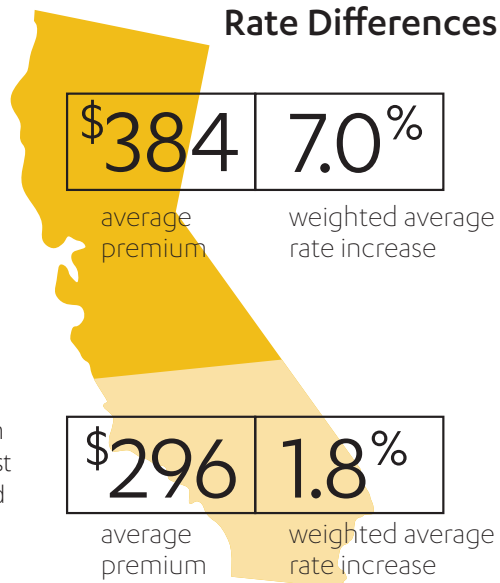 Rate Differences
$384 7.0%
average premium
weighted average rate increase
$296 1.8%
average premium
weighted average rate increase